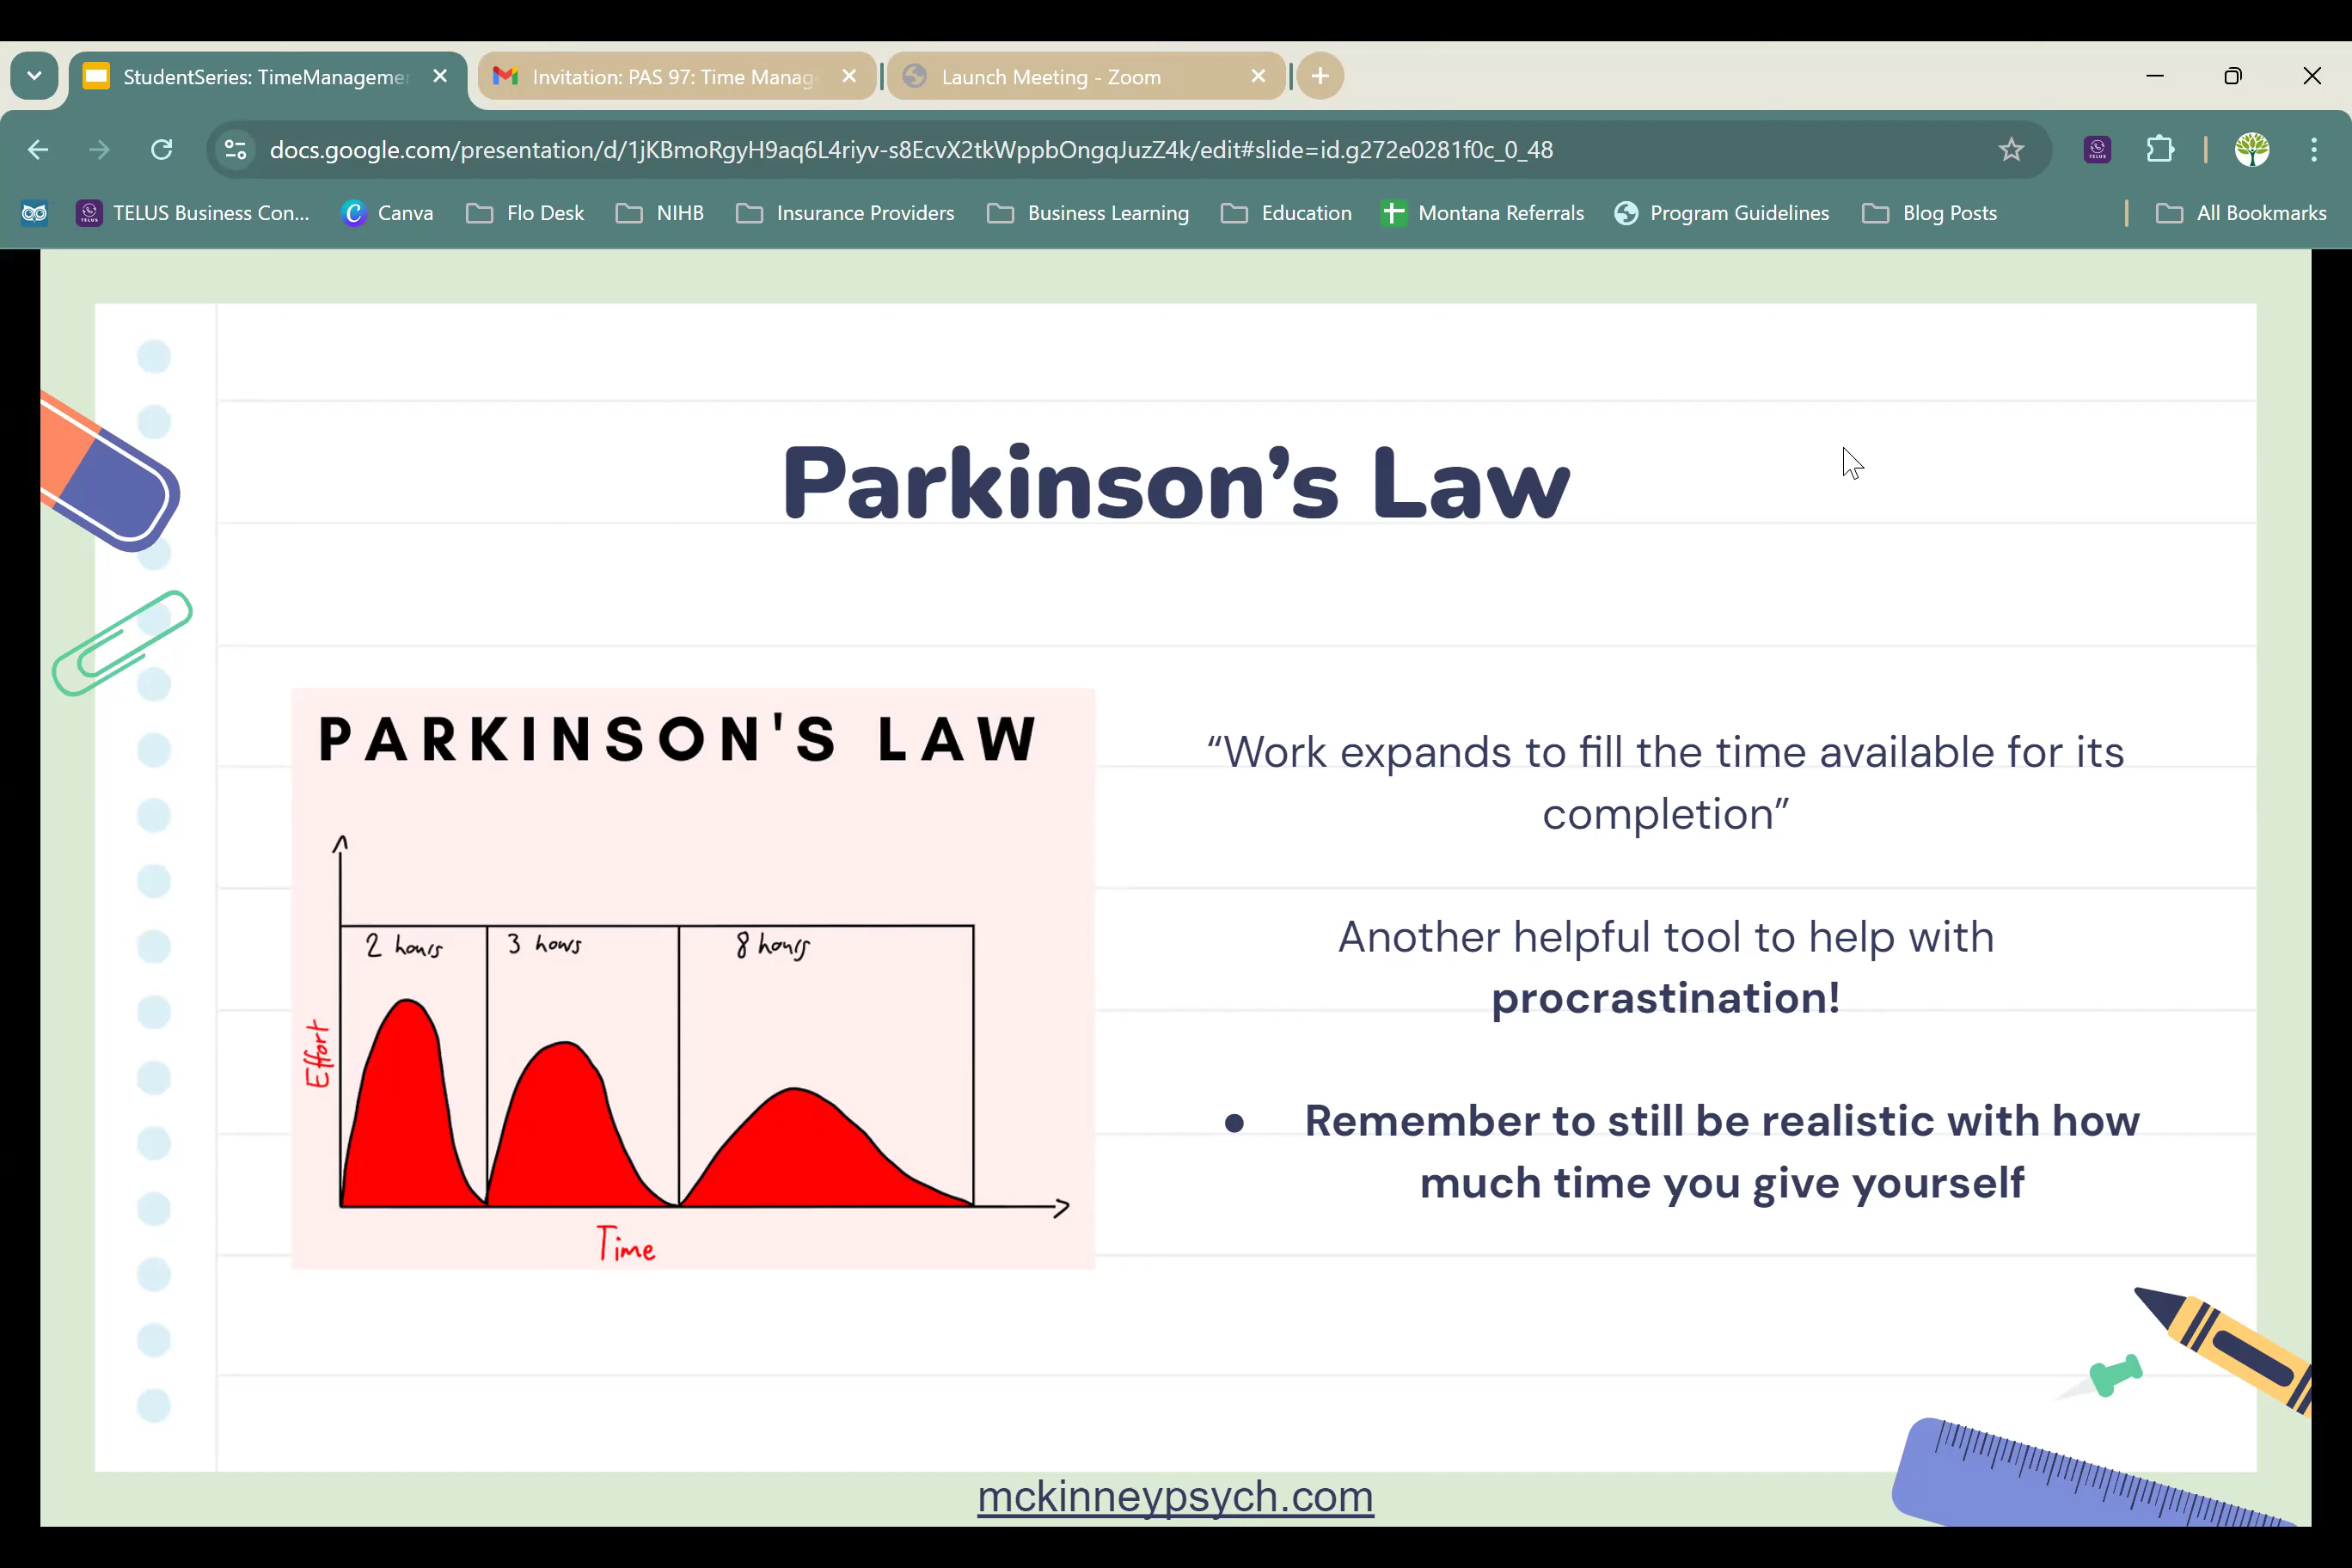 StudentSeries: TimeManagemen
Invitation: PAS 97: Time Manag
Launch Meeting - Zoom
docs.google.com/presentation/d/1jKBmoRgyH9aq6L4riyv-s8EcvX2tkWppbOngqJuzZ4k/edit#slide=id.g272e0281f0c_0_48
TELUS
TELUS Business Con...
Canva
Flo Desk
NIHB
Insurance Providers
Business Learning
Education
Montana Referrals
Program Guidelines
Blog Posts
All Bookmarks
Parkinson’s Law
PARKINSON'S LAW
2 hours
3 hours
8 hours
Effort
Time
“Work expands to fill the time available for its
completion”
Another helpful tool to help with
procrastination!
● Remember to still be realistic with how
much time you give yourself
mckinneypsych.com